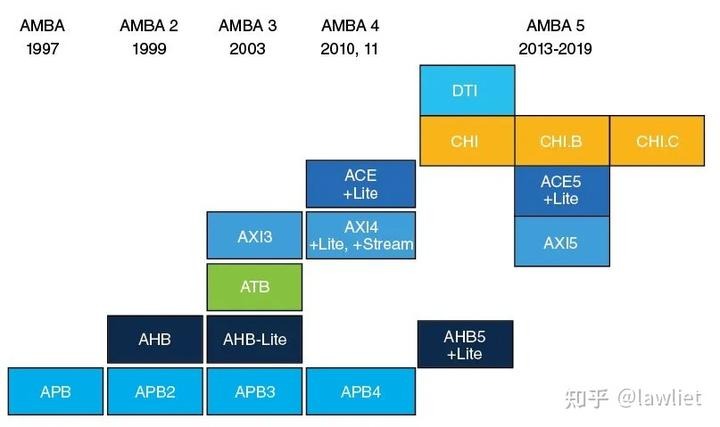 AMBA AMBA 2 AMBA 3 AMBA 4 AMBA 5
1997 1999 2003 2010, 11 2013-2019
DTI
CHI CHI.B CHI.C
ACE
+Lite
ACE5
+Lite
AXI3
AXI4
+Lite, +Stream
AXI5
ATB
AHB AHB-Lite
AHB5
+Lite
APB APB2 APB3 APB4
知乎 @lawliet